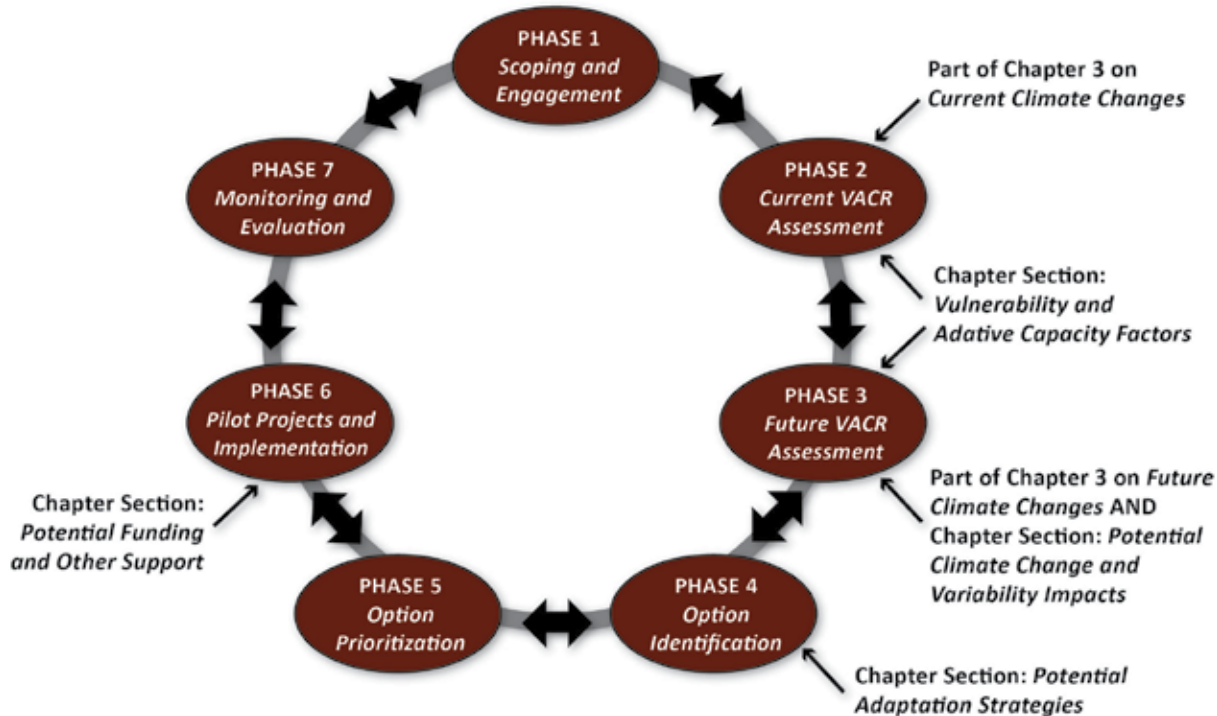 PHASE 1
Scoping and
Engagement
Part of Chapter 3 on
Current Climate Changes
PHASE 7
Monitoring and
Evaluation
PHASE 2
Current VACR
Assessment
Chapter Section:
Vulnerability and
Adative Capacity Factors
PHASE 6
Pilot Projects and
Implementation
PHASE 3
Future VACR
Assessment
Chapter Section:
Potential Funding
and Other Support
Part of Chapter 3 on Future
Climate Changes AND
Chapter Section: Potential
Climate Change and
Variability Impacts
PHASE 5
Option
Prioritization
PHASE 4
Option
Identification
Chapter Section: Potential
Adaptation Strategies